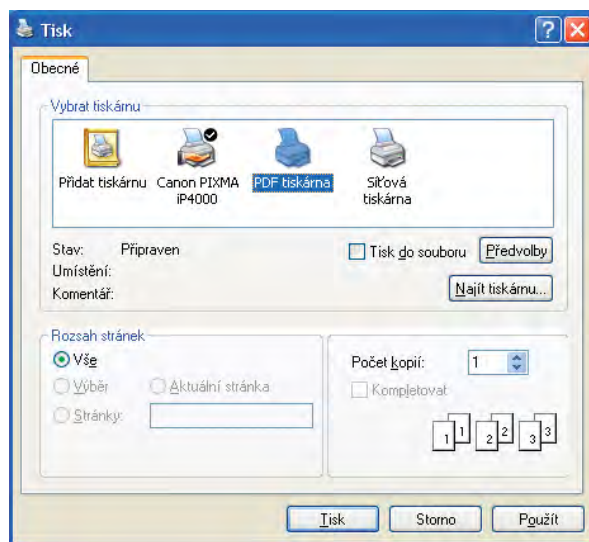 Tisk
Obecné
Vybrat tiskárnu
Přidat tiskárnu
Canon PIXMA
iP4000
PDF tiskárna
Síťová
tiskárna
Stav: Připraven
Umístění:
Komentář:
Tisk do souboru
Předvolby
Najít tiskárnu...
Rozsah stránek
Vše
Výběr
Aktuální stránka
Stránky:
Počet kopií: 1
Kompletovat
1 1 2 2 3 3
Tisk
Storno
Použít